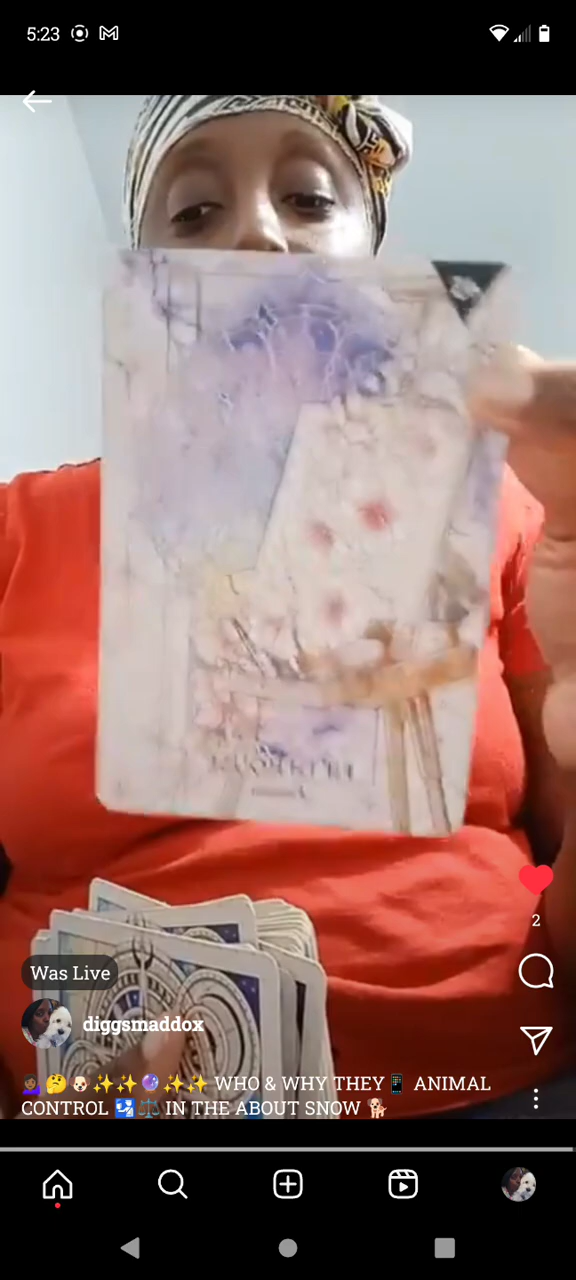 5:23
Was Live
diggsmaddox
WHO & WHY THEY📱 ANIMAL
CONTROL 🛂⚖️ IN THE ABOUT SNOW 🐕
2